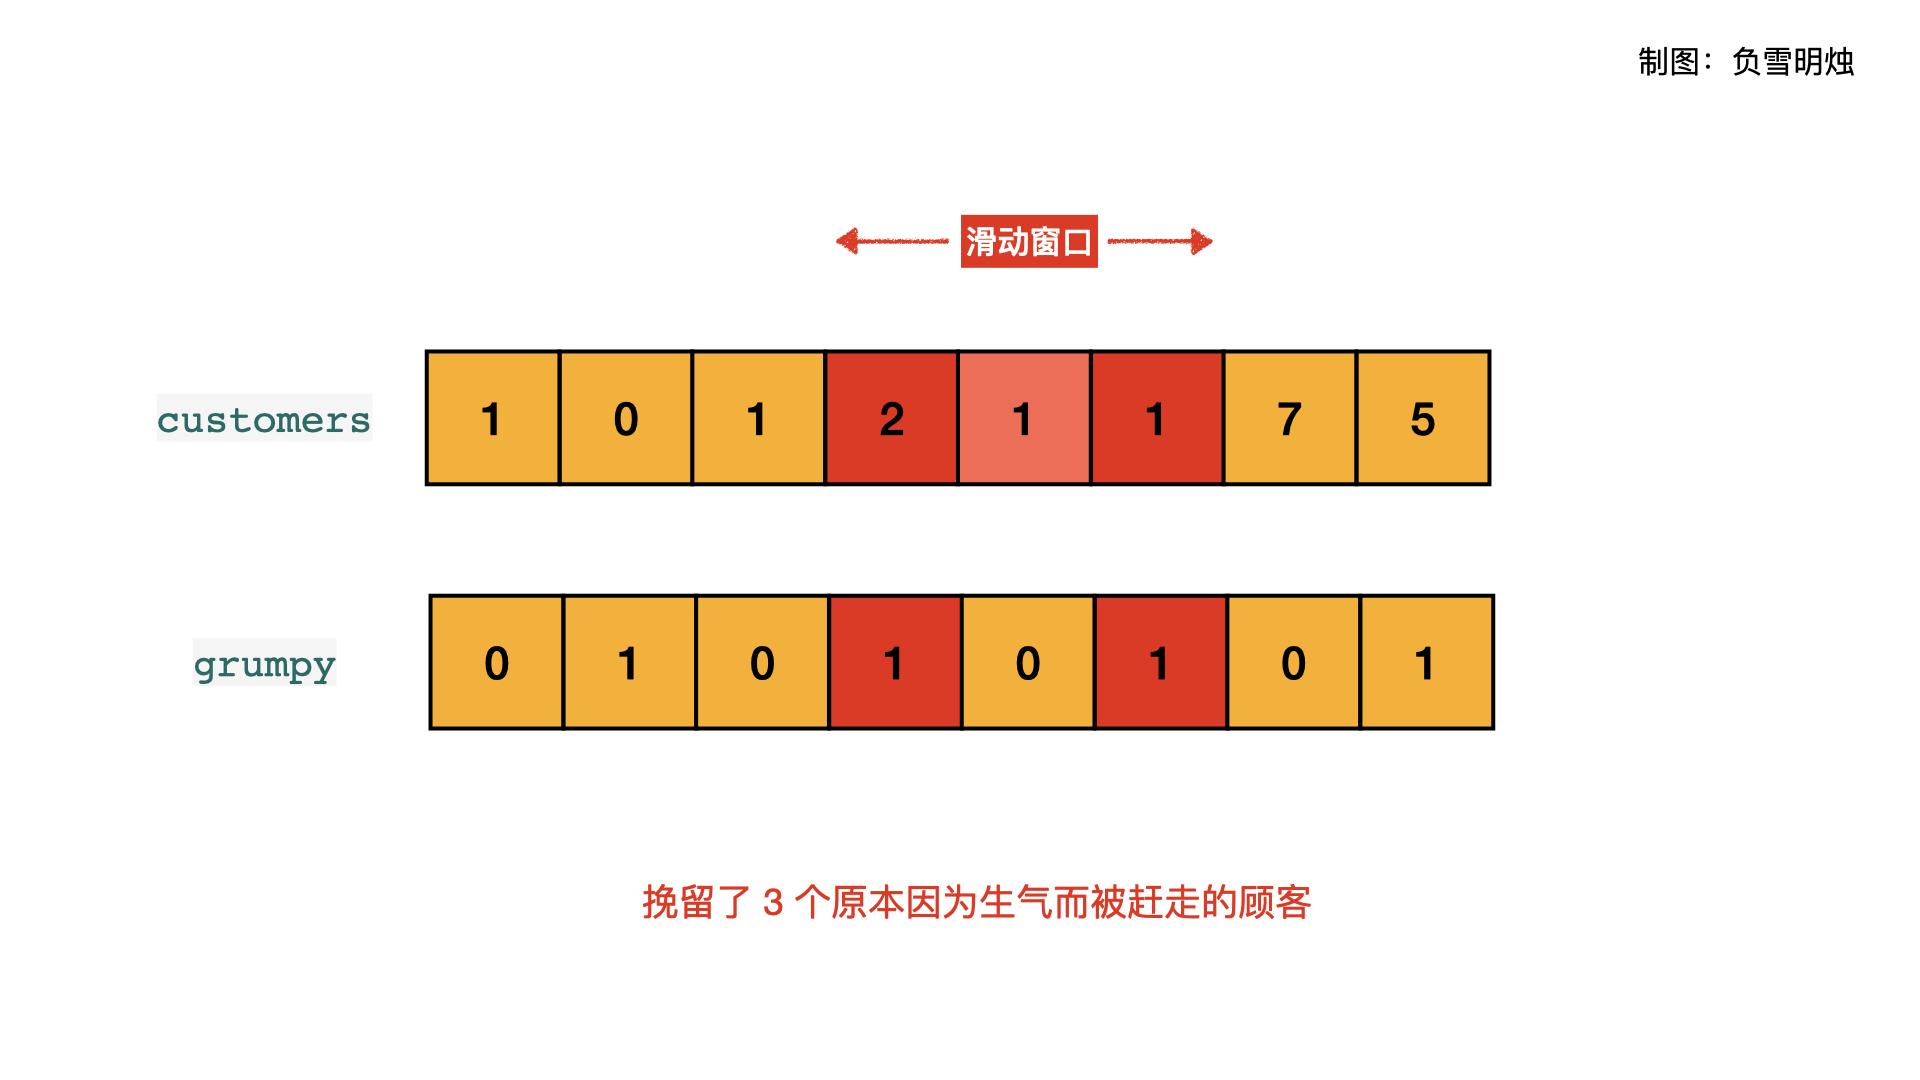 制图：负雪明烛
滑动窗口
customers 1 0 1 2 1 1 7 5
grumpy 0 1 0 1 0 1 0 1
挽留了 3 个原本因为生气而被赶走的顾客